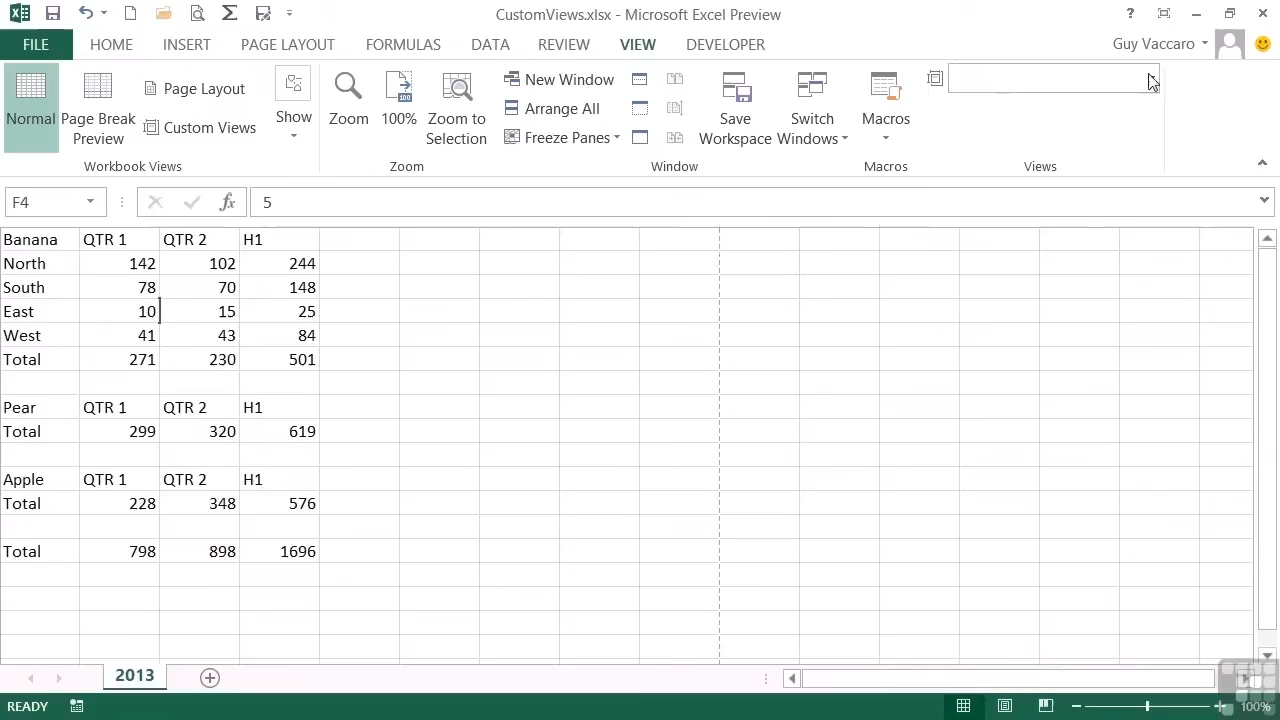 CustomViews.xlsx - Microsoft Excel Preview
?
FILE HOME INSERT PAGE LAYOUT FORMULAS DATA REVIEW VIEW DEVELOPER Guy Vaccaro
Normal
Page Break Preview
Page Layout
Custom Views
Show
Zoom
100%
Zoom to Selection
New Window
Arrange All
Freeze Panes
Save Workspace
Switch Windows
Macros
Workbook Views Zoom Window Macros Views
F4 fx 5
Banana QTR 1 QTR 2 H1
North 142 102 244
South 78 70 148
East 10 15 25
West 41 43 84
Total 271 230 501
Pear QTR 1 QTR 2 H1
Total 299 320 619
Apple QTR 1 QTR 2 H1
Total 228 348 576
Total 798 898 1696
2013
READY 100%